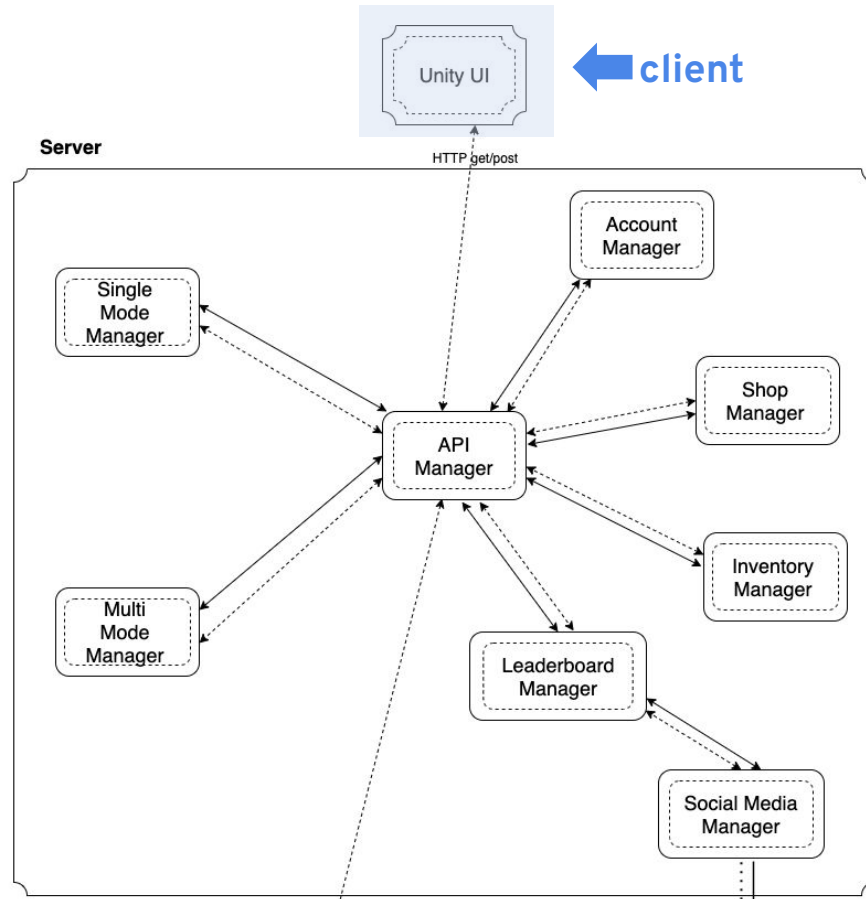 Unity UI
client
Server
HTTP get/post
Account
Manager
Single
Mode
Manager
Shop
Manager
API
Manager
Inventory
Manager
Multi
Mode
Manager
Leaderboard
Manager
Social Media
Manager